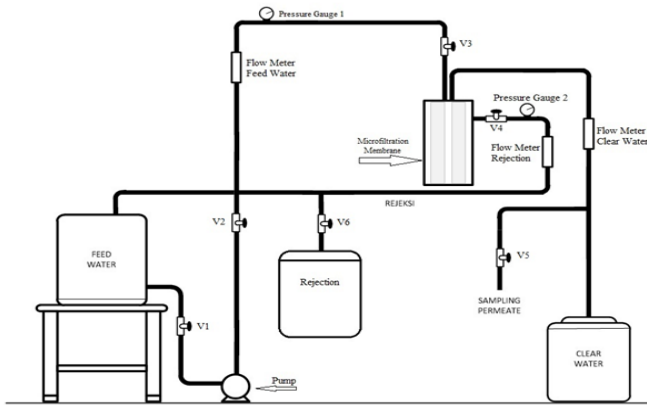 Pressure Gauge 1
V3
Flow Meter
Feed Water
Pressure Gauge 2
V4
Flow Meter
Clear Water
Microfiltration
Membrane
Flow Meter
Rejection
REJEKSI
V2
V6
FEED
WATER
Rejection
V5
SAMPLING
PERMEATE
V1
CLEAR
WATER
Pump